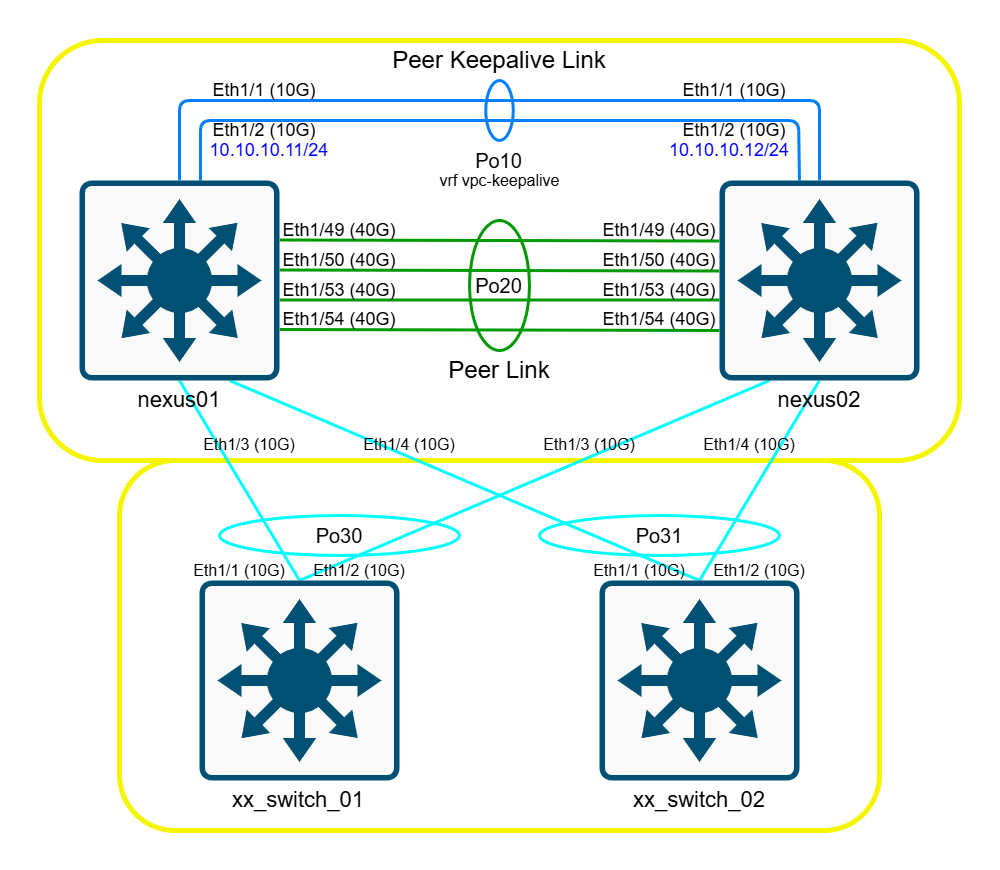 Peer Keepalive Link
Eth1/1 (10G)
Eth1/1 (10G)
Eth1/2 (10G)
Eth1/2 (10G)
10.10.10.11/24
10.10.10.12/24
Po10
vrf vpc-keepalive
Eth1/49 (40G)
Eth1/49 (40G)
Eth1/50 (40G)
Eth1/50 (40G)
Po20
Eth1/53 (40G)
Eth1/53 (40G)
Eth1/54 (40G)
Eth1/54 (40G)
Peer Link
nexus01
nexus02
Eth1/3 (10G)
Eth1/4 (10G)
Eth1/3 (10G)
Eth1/4 (10G)
Po30
Po31
Eth1/1 (10G)
Eth1/2 (10G)
Eth1/1 (10G)
Eth1/2 (10G)
xx_switch_01
xx_switch_02